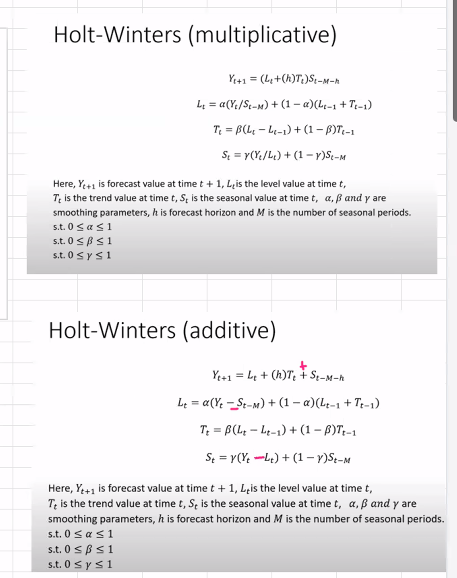 Holt-Winters (multiplicative)
Yₜ₊₁ = (Lₜ+(h)Tₜ)Sₜ₋M₋ₕ
Lₜ = α(Yₜ/Sₜ₋M) + (1 − α)(Lₜ₋₁ + Tₜ₋₁)
Tₜ = β(Lₜ − Lₜ₋₁) + (1 − β)Tₜ₋₁
Sₜ = γ(Yₜ/Lₜ) + (1 − γ)Sₜ₋M
Here, Yₜ₊₁ is forecast value at time t + 1, Lₜis the level value at time t,
Tₜ is the trend value at time t, Sₜ is the seasonal value at time t, α, β and γ are
smoothing parameters, h is forecast horizon and M is the number of seasonal periods.
s.t. 0 ≤ α ≤ 1
s.t. 0 ≤ β ≤ 1
s.t. 0 ≤ γ ≤ 1
Holt-Winters (additive)
Yₜ₊₁ = Lₜ + (h)Tₜ + Sₜ₋M₋ₕ
Lₜ = α(Yₜ − Sₜ₋M) + (1 − α)(Lₜ₋₁ + Tₜ₋₁)
Tₜ = β(Lₜ − Lₜ₋₁) + (1 − β)Tₜ₋₁
Sₜ = γ(Yₜ − Lₜ) + (1 − γ)Sₜ₋M
Here, Yₜ₊₁ is forecast value at time t + 1, Lₜis the level value at time t,
Tₜ is the trend value at time t, Sₜ is the seasonal value at time t, α, β and γ are
smoothing parameters, h is forecast horizon and M is the number of seasonal periods.
s.t. 0 ≤ α ≤ 1
s.t. 0 ≤ β ≤ 1
s.t. 0 ≤ γ ≤ 1